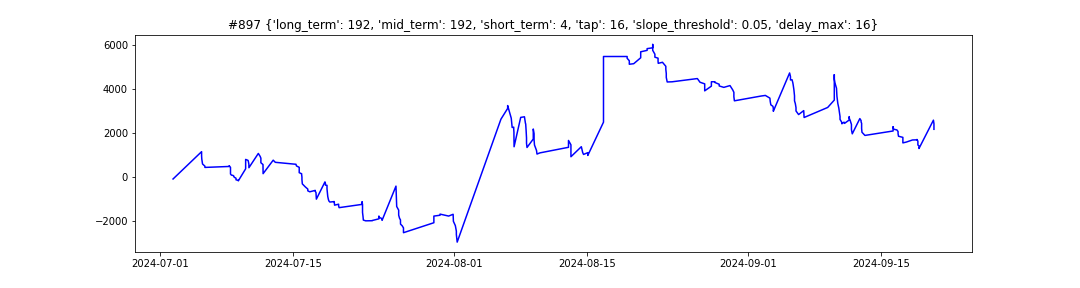 #897 {'long_term': 192, 'mid_term': 192, 'short_term': 4, 'tap': 16, 'slope_threshold': 0.05, 'delay_max': 16}
6000
4000
2000
0
−2000
2024-07-01 2024-07-15 2024-08-01 2024-08-15 2024-09-01 2024-09-15